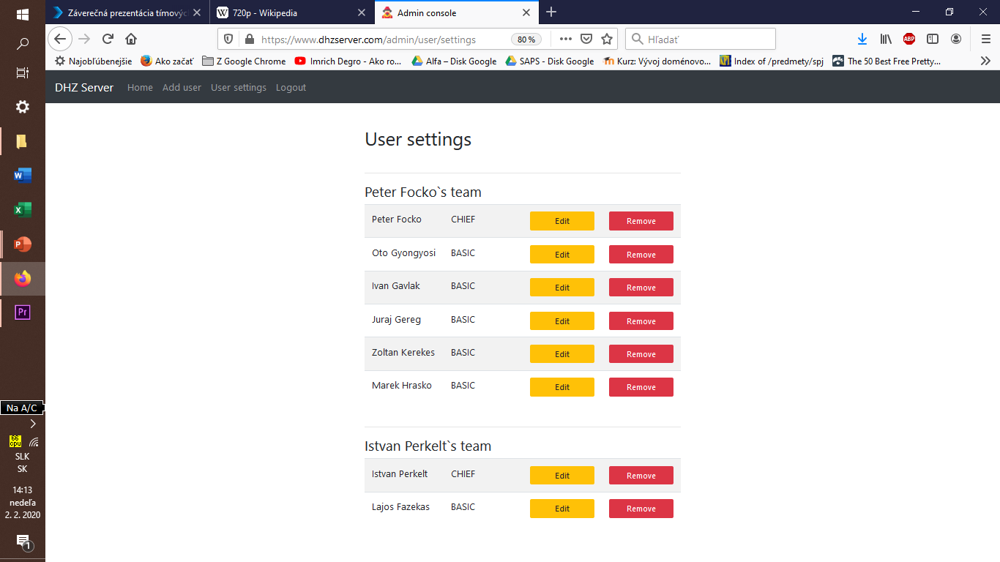 Záverečná prezentácia tímových
720p - Wikipedia
Admin console
https://www.dhzserver.com/admin/user/settings
80 %
Hľadať
ABP
Najobľúbenejšie
Ako začať
Z Google Chrome
Imrich Degro - Ako ro...
Alfa – Disk Google
SAPS - Disk Google
Kurz: Vývoj doménovo...
Index of /predmety/spj
The 50 Best Free Pretty...
DHZ Server
Home
Add user
User settings
Logout
User settings
Peter Focko`s team
Peter Focko CHIEF Edit Remove
Oto Gyongyosi BASIC Edit Remove
Ivan Gavlak BASIC Edit Remove
Juraj Gereg BASIC Edit Remove
Zoltan Kerekes BASIC Edit Remove
Marek Hrasko BASIC Edit Remove
Istvan Perkelt`s team
Istvan Perkelt CHIEF Edit Remove
Lajos Fazekas BASIC Edit Remove
Na A/C
66
cpu
SLK
SK
14:13
nedeľa
2. 2. 2020
1